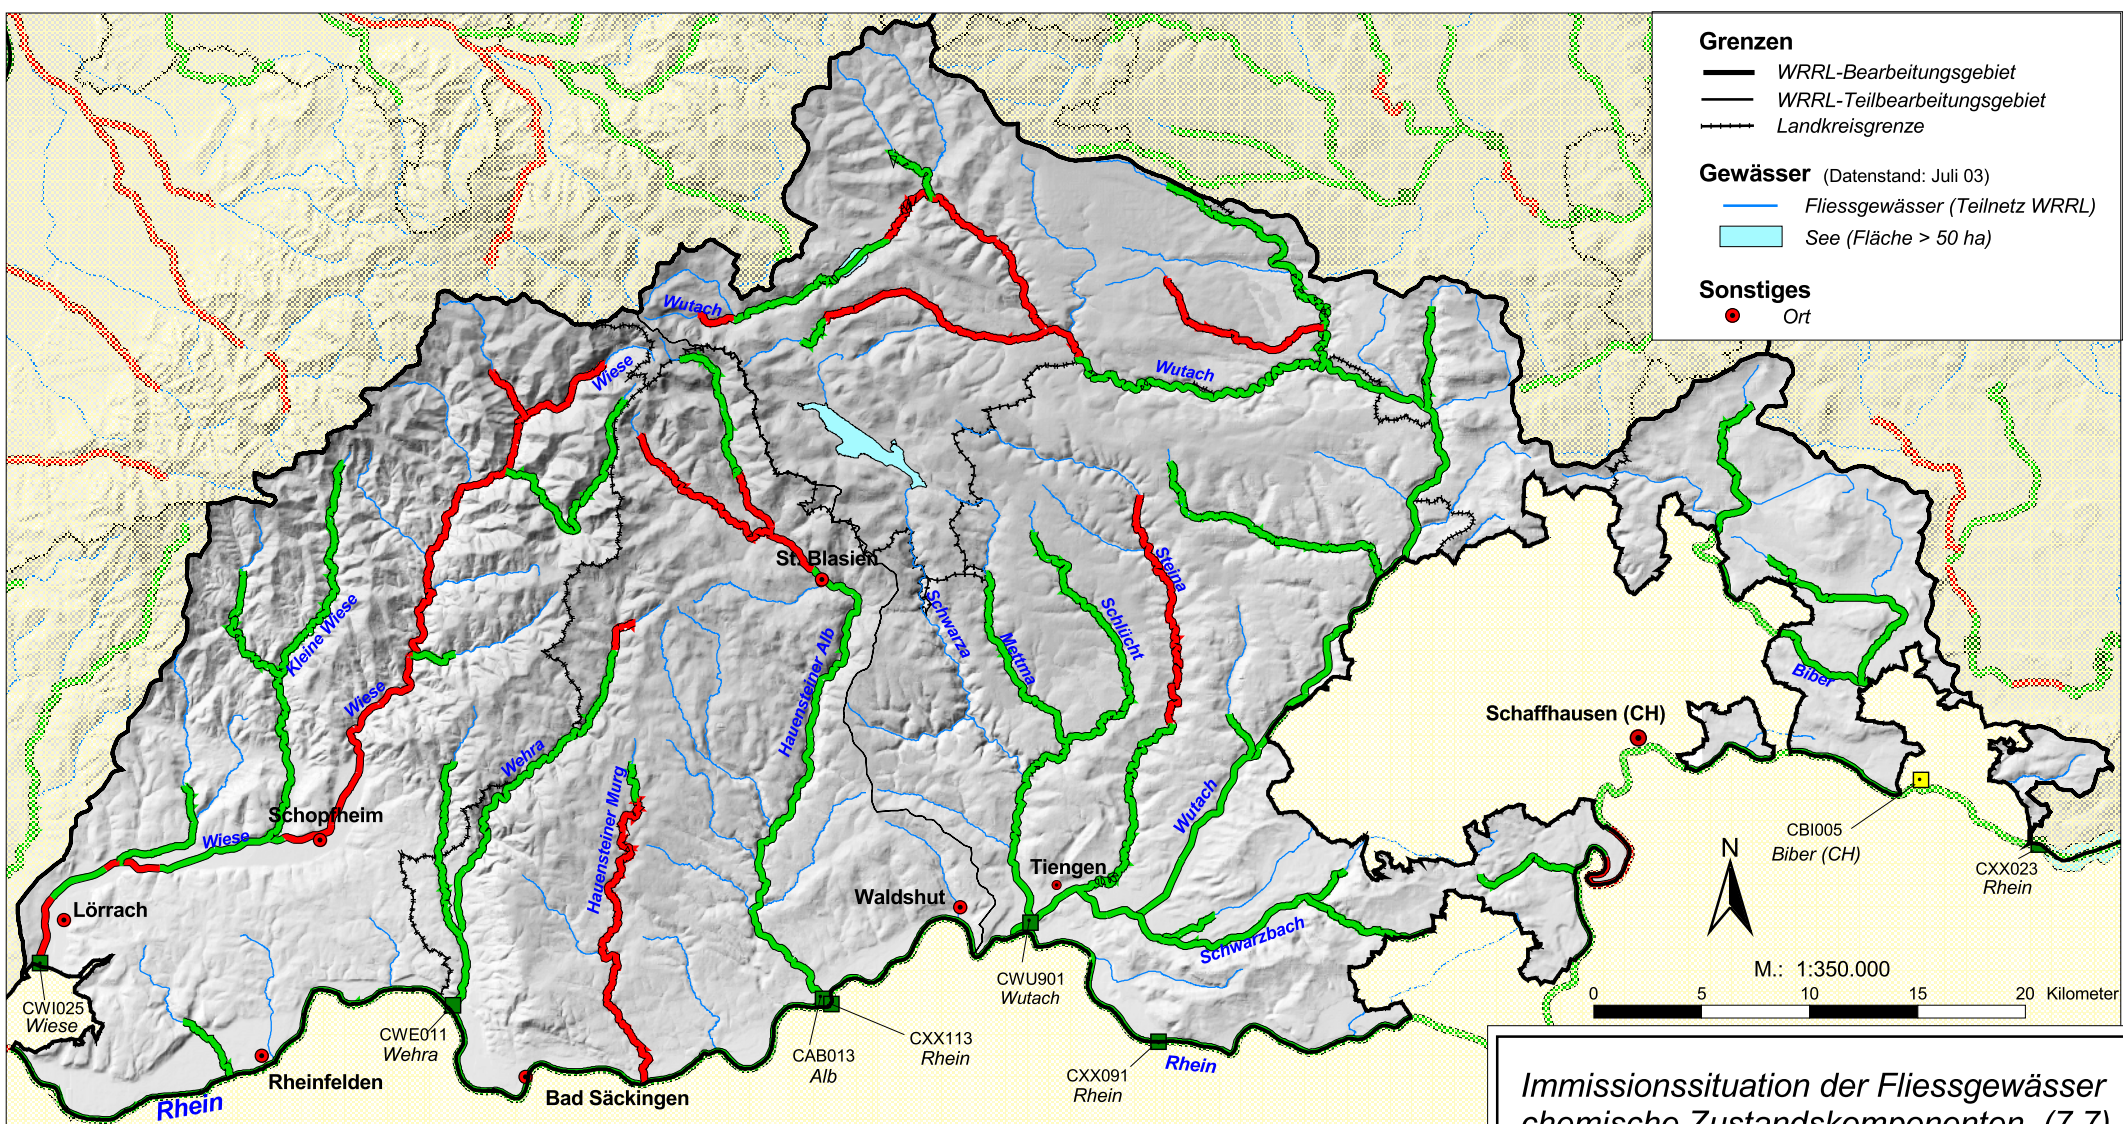 Grenzen
WRRL-Bearbeitungsgebiet
WRRL-Teilbearbeitungsgebiet
Landkreisgrenze
Gewässer (Datenstand: Juli 03)
Fliessgewässer (Teilnetz WRRL)
See (Fläche > 50 ha)
Sonstiges
Ort
Wutach
Wiese
Wutach
St. Blasien
Steina
Schwarza
Mettma
Schlücht
Kleine Wiese
Wiese
Hauensteiner Alb
Biber
Schaffhausen (CH)
Wehra
Hauensteiner Murg
Wutach
Schopfheim
Wiese
CBI005
Biber (CH)
N
CXX023
Rhein
Tiengen
Waldshut
Lörrach
Schwarzbach
M.: 1:350.000
0 5 10 15 20 Kilometer
CWU901
Wutach
CWI025
Wiese
CWE011
Wehra
CAB013
Alb
CXX113
Rhein
CXX091
Rhein
Rhein
Rheinfelden
Bad Säckingen
Rhein
Immissionssituation der Fliessgewässer
chemische Zustandskomponenten (7.7)